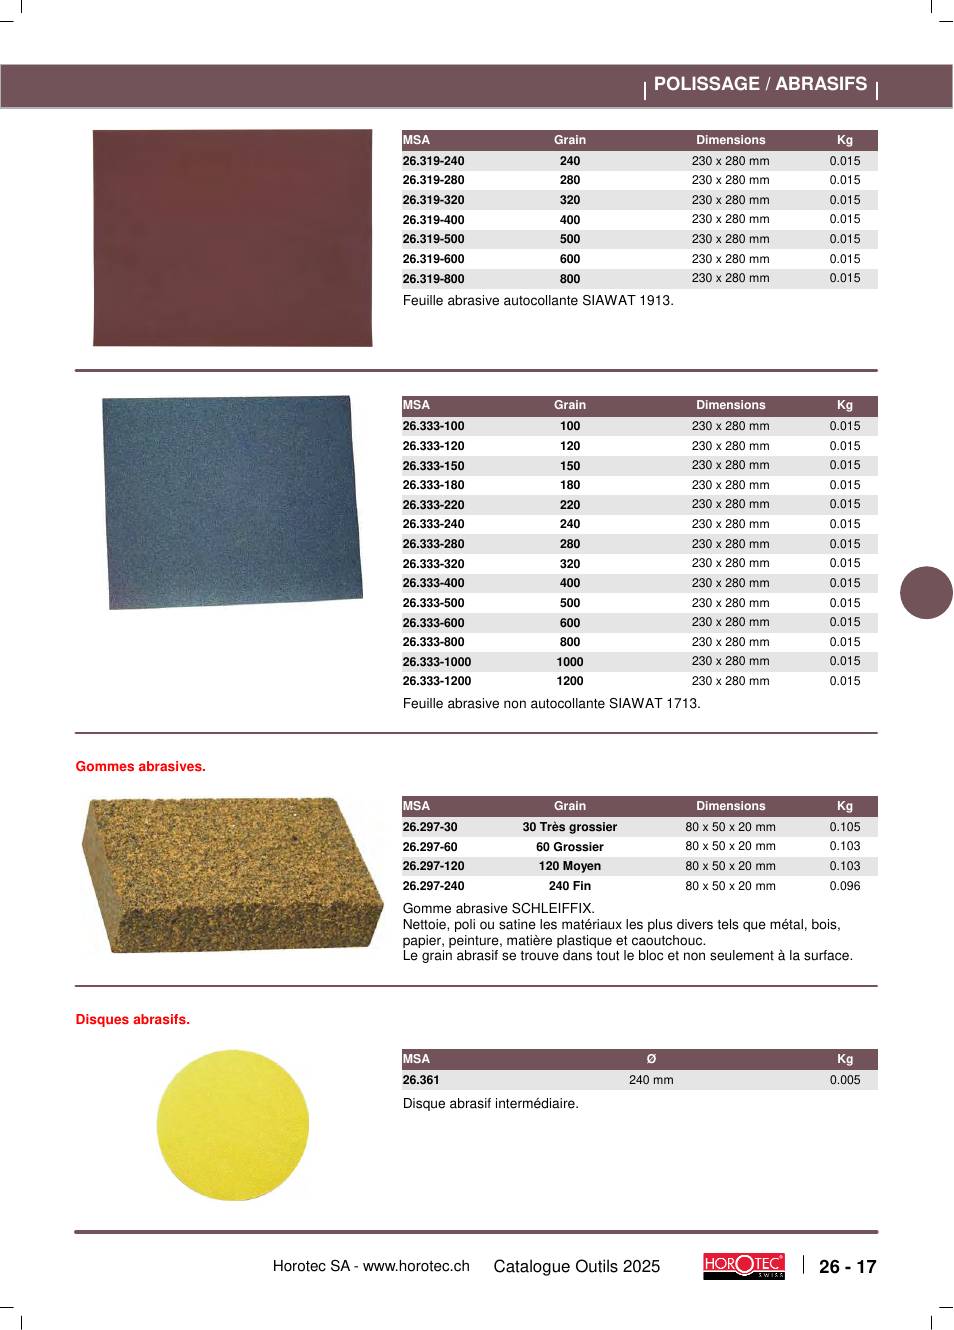 POLISSAGE / ABRASIFS
MSA Grain Dimensions Kg
26.319-240 240 230 x 280 mm 0.015
26.319-280 280 230 x 280 mm 0.015
26.319-320 320 230 x 280 mm 0.015
26.319-400 400 230 x 280 mm 0.015
26.319-500 500 230 x 280 mm 0.015
26.319-600 600 230 x 280 mm 0.015
26.319-800 800 230 x 280 mm 0.015
Feuille abrasive autocollante SIAWAT 1913.
MSA Grain Dimensions Kg
26.333-100 100 230 x 280 mm 0.015
26.333-120 120 230 x 280 mm 0.015
26.333-150 150 230 x 280 mm 0.015
26.333-180 180 230 x 280 mm 0.015
26.333-220 220 230 x 280 mm 0.015
26.333-240 240 230 x 280 mm 0.015
26.333-280 280 230 x 280 mm 0.015
26.333-320 320 230 x 280 mm 0.015
26.333-400 400 230 x 280 mm 0.015
26.333-500 500 230 x 280 mm 0.015
26.333-600 600 230 x 280 mm 0.015
26.333-800 800 230 x 280 mm 0.015
26.333-1000 1000 230 x 280 mm 0.015
26.333-1200 1200 230 x 280 mm 0.015
Feuille abrasive non autocollante SIAWAT 1713.
Gommes abrasives.
MSA Grain Dimensions Kg
26.297-30 30 Très grossier 80 x 50 x 20 mm 0.105
26.297-60 60 Grossier 80 x 50 x 20 mm 0.103
26.297-120 120 Moyen 80 x 50 x 20 mm 0.103
26.297-240 240 Fin 80 x 50 x 20 mm 0.096
Gomme abrasive SCHLEIFFIX.
Nettoie, poli ou satine les matériaux les plus divers tels que métal, bois,
papier, peinture, matière plastique et caoutchouc.
Le grain abrasif se trouve dans tout le bloc et non seulement à la surface.
Disques abrasifs.
MSA Ø Kg
26.361 240 mm 0.005
Disque abrasif intermédiaire.
Horotec SA - www.horotec.ch Catalogue Outils 2025 HOROTEC SWISS 26 - 17